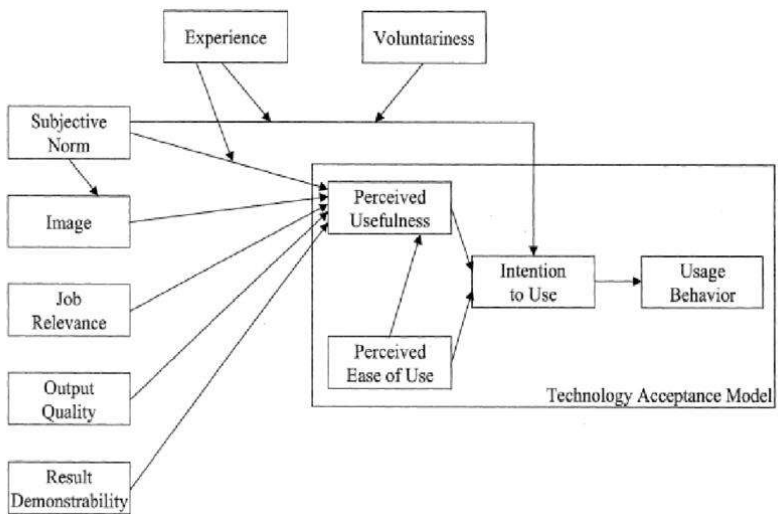 Experience
Voluntariness
Subjective
Norm
Image
Job
Relevance
Output
Quality
Result
Demonstrability
Perceived
Usefulness
Perceived
Ease of Use
Intention
to Use
Usage
Behavior
Technology Acceptance Model